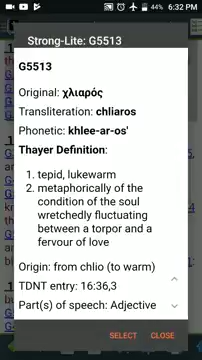 44% 6:32 PM
Strong-Lite: G5513
G5513
Original: χλιαρός
Transliteration: chliaros
Phonetic: khlee-ar-os'
Thayer Definition:
1. tepid, lukewarm
2. metaphorically of the
condition of the soul
wretchedly fluctuating
between a torpor and a
fervour of love
Origin: from chlio (to warm)
TDNT entry: 16:36,3
Part(s) of speech: Adjective
SELECT CLOSE